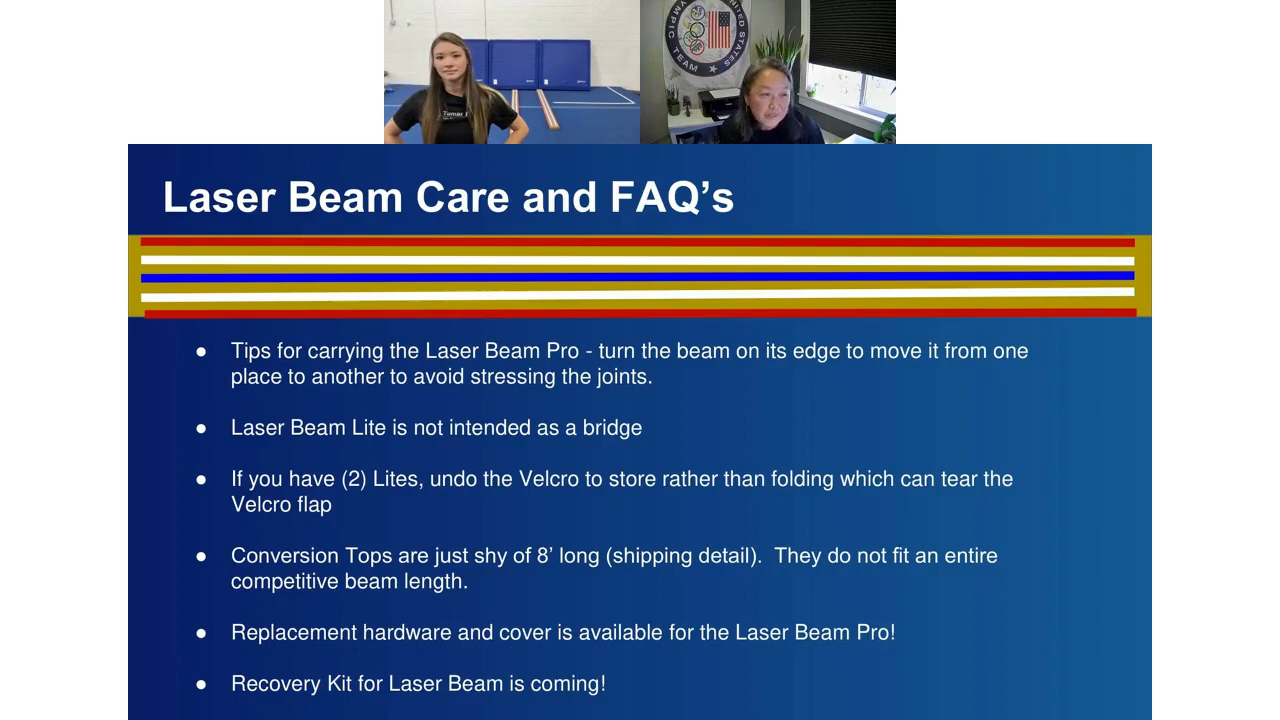 UNITED STATES
OLYMPIC TEAM
Laser Beam Care and FAQ’s
● Tips for carrying the Laser Beam Pro - turn the beam on its edge to move it from one
place to another to avoid stressing the joints.
● Laser Beam Lite is not intended as a bridge
● If you have (2) Lites, undo the Velcro to store rather than folding which can tear the
Velcro flap
● Conversion Tops are just shy of 8’ long (shipping detail).  They do not fit an entire
competitive beam length.
● Replacement hardware and cover is available for the Laser Beam Pro!
● Recovery Kit for Laser Beam is coming!